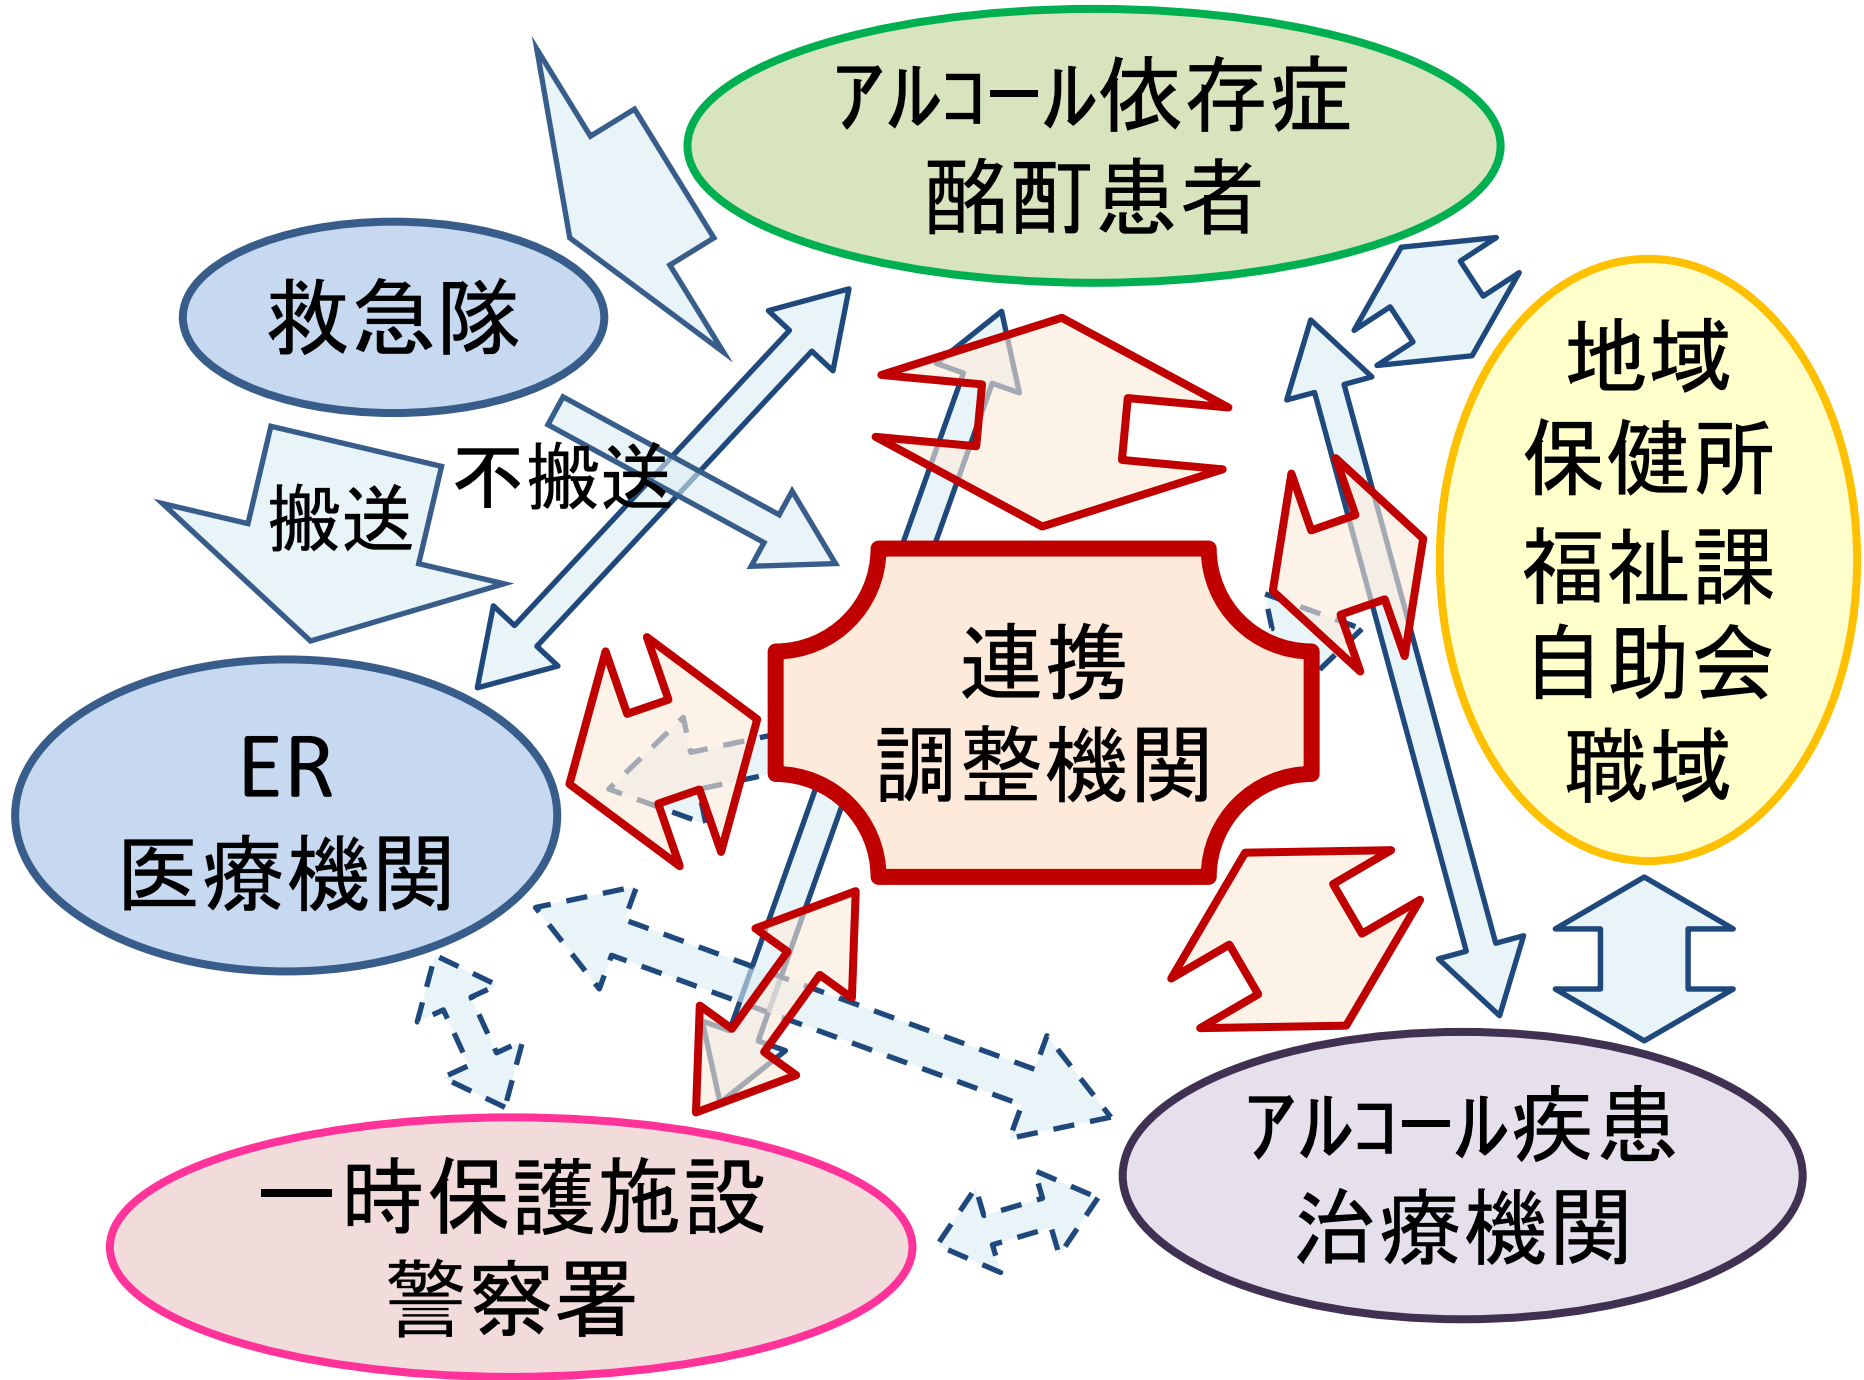 ｱﾙｺｰﾙ依存症
酩酊患者
救急隊
搬送
不搬送
地域
保健所
福祉課
自助会
職域
連携
調整機関
ER
医療機関
ｱﾙｺｰﾙ疾患
治療機関
一時保護施設
警察署